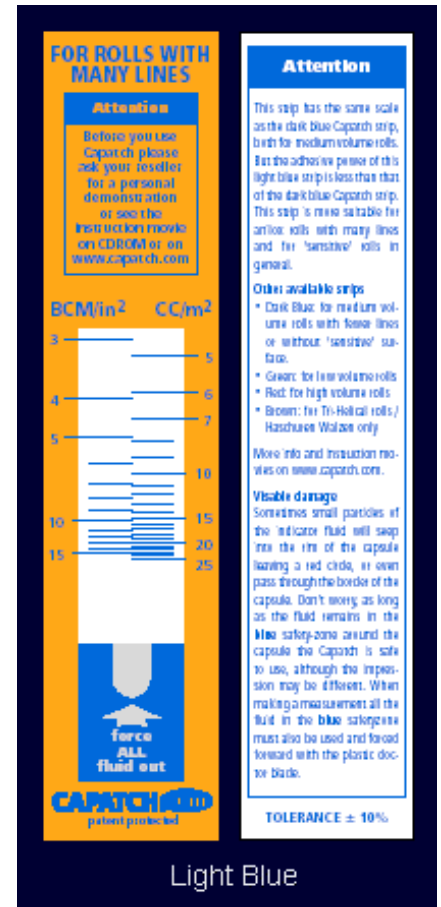 FOR ROLLS WITH
MANY LINES
Attention
Before you use
Capatch please
ask your reseller
for a personal
demonstration
or see the
instruction movie
on CDROM or on
www.capatch.com
BCM/in² CC/m²
3
5
6
4
7
5
10
10
15
15
20
25
force
ALL
fluid out
CAPATCH
patent protected
Attention
This strip has the same scale
as the dark blue Capatch strip,
both for medium volume rolls.
But the adhesive power of this
light blue strip is less than that
of the dark blue Capatch strip.
This strip is more suitable for
anilox rolls with many lines
and for 'sensitive' rolls in
general.
Other available strips
• Dark Blue: for medium vol-
ume rolls with fewer lines
or without 'sensitive' sur-
face.
• Green: for low volume rolls
• Red: for high volume rolls
• Brown: for Tri-Helical rolls /
Haschuren Walzen only
More info and instruction mo-
vies on www.capatch.com.
Visable damage
Sometimes small particles of
the indicator fluid will seep
into the rim of the capsule
leaving a red circle, or even
pass through the border of the
capsule. Don't worry, as long
as the fluid remains in the
blue safety-zone around the
capsule the Capatch is safe
to use, although the impres-
sion may be different. When
making a measurement all the
fluid in the blue safetyzone
must also be used and forced
forward with the plastic doc-
tor blade.
TOLERANCE ± 10%
Light Blue